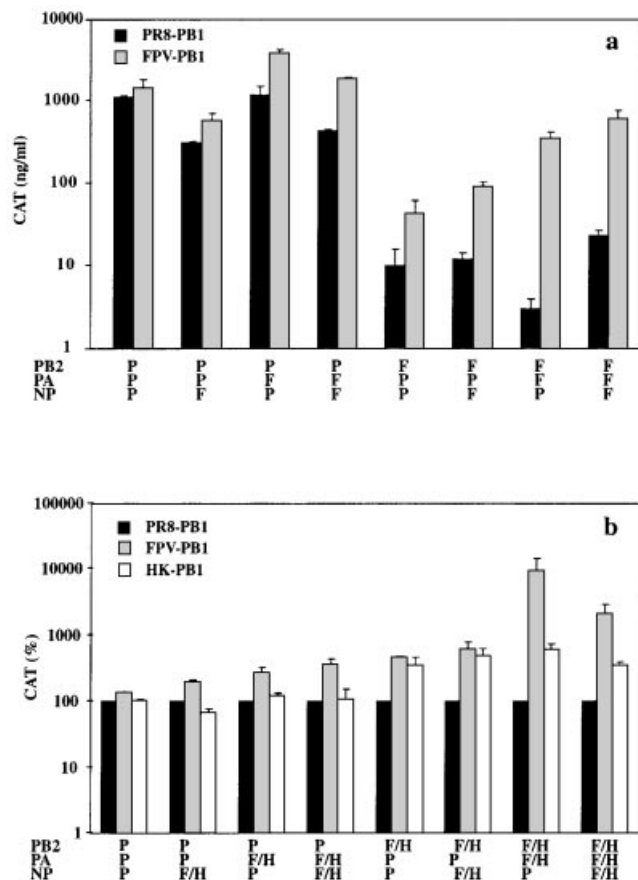 10000
PR8-PB1
a
FPV-PB1
1000
CAT (ng/ml)
100
10
1
PB2 P P P P F F F F
PA P P F F P P F F
NP P F P F P F P F
100000
PR8-PB1
b
FPV-PB1
HK-PB1
10000
1000
CAT (%)
100
10
1
PB2 P P P P F/H F/H F/H F/H
PA P P F/H F/H P P F/H F/H
NP P F/H P F/H P F/H P F/H